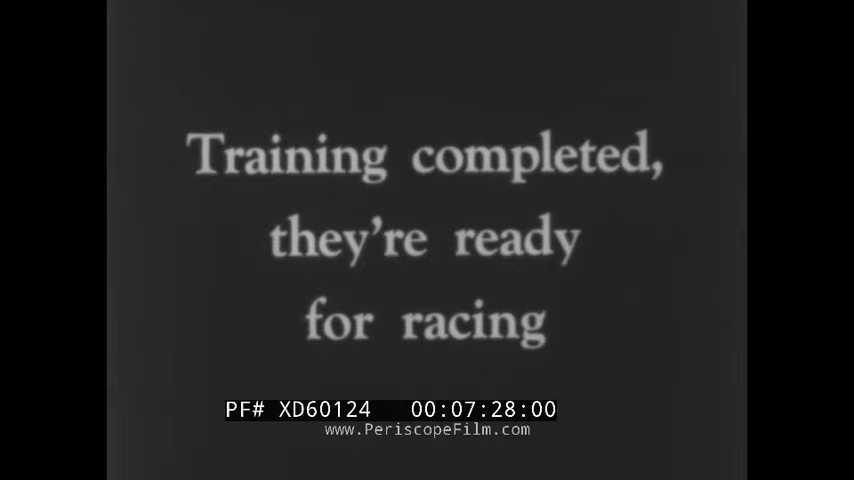 Training completed,
they're ready
for racing
PF# XD60124 00:07:28:00
www.PeriscopeFilm.com